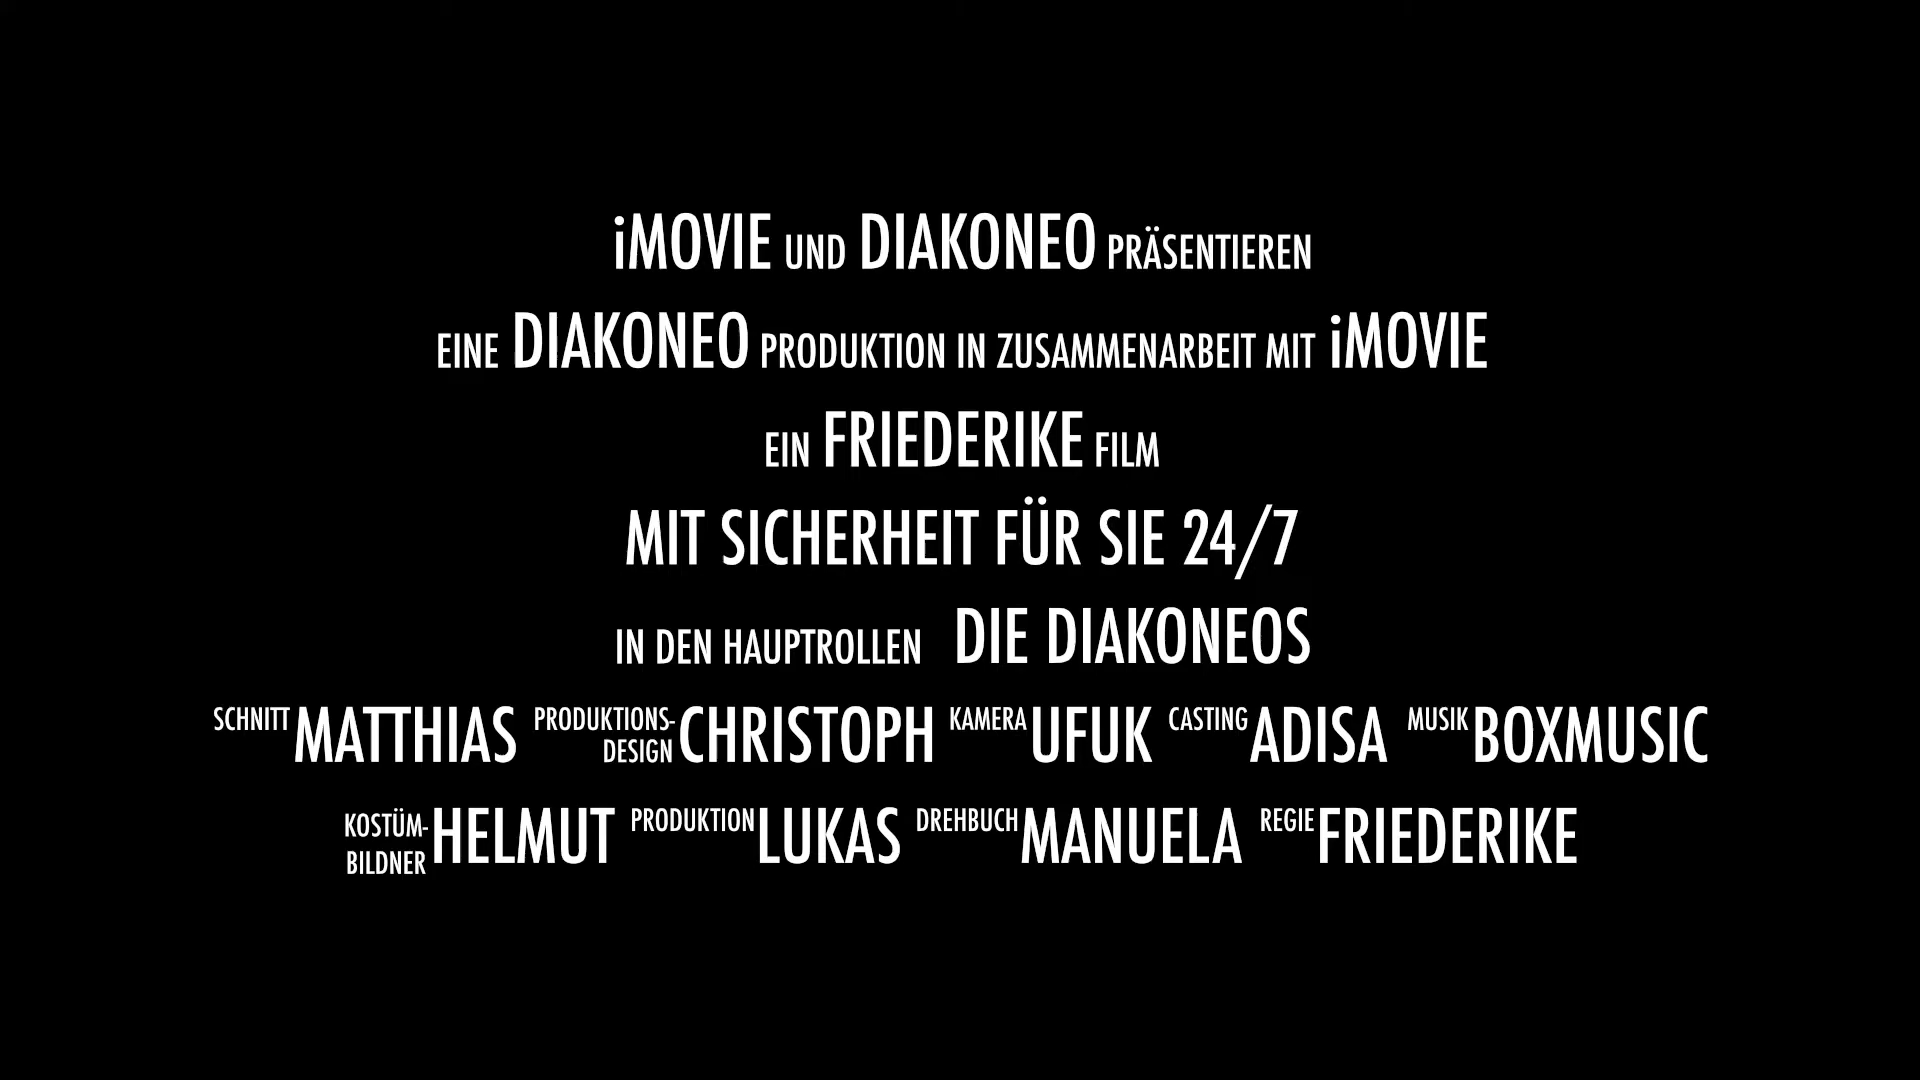 iMOVIE UND DIAKONEO PRÄSENTIEREN
EINE DIAKONEO PRODUKTION IN ZUSAMMENARBEIT MIT iMOVIE
EIN FRIEDERIKE FILM
MIT SICHERHEIT FÜR SIE 24/7
IN DEN HAUPTROLLEN DIE DIAKONEOS
SCHNITT MATTHIAS PRODUKTIONS-DESIGN CHRISTOPH KAMERA UFUK CASTING ADISA MUSIK BOXMUSIC
KOSTÜM-BILDNER HELMUT PRODUKTION LUKAS DREHBUCH MANUELA REGIE FRIEDERIKE